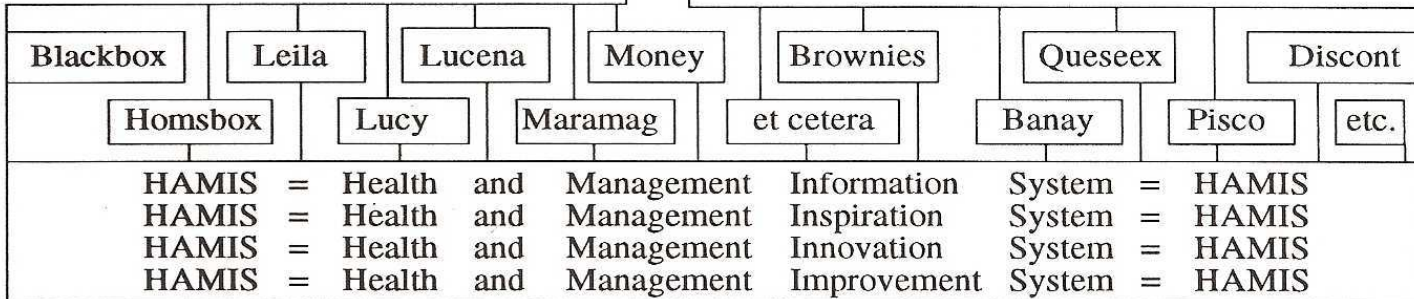 Blackbox Leila Lucena Money Brownies Queseex Discont
Homsbox Lucy Maramag et cetera Banay Pisco etc.
HAMIS = Health and Management Information System = HAMIS
HAMIS = Health and Management Inspiration System = HAMIS
HAMIS = Health and Management Innovation System = HAMIS
HAMIS = Health and Management Improvement System = HAMIS